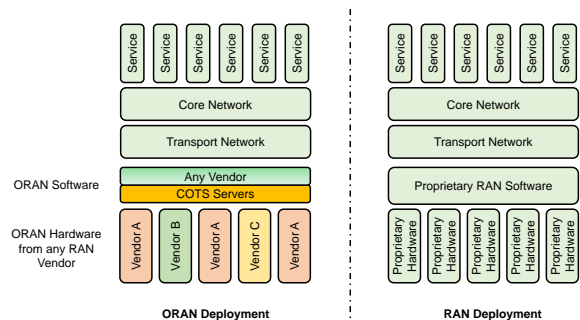 Service
Service
Service
Service
Service
Service
Core Network
Transport Network
ORAN Software
Any Vendor
COTS Servers
ORAN Hardware
from any RAN
Vendor
Vendor A
Vendor B
Vendor A
Vendor C
Vendor A
ORAN Deployment
Service
Service
Service
Service
Service
Service
Core Network
Transport Network
Proprietary RAN Software
Proprietary
Hardware
Proprietary
Hardware
Proprietary
Hardware
Proprietary
Hardware
Proprietary
Hardware
RAN Deployment